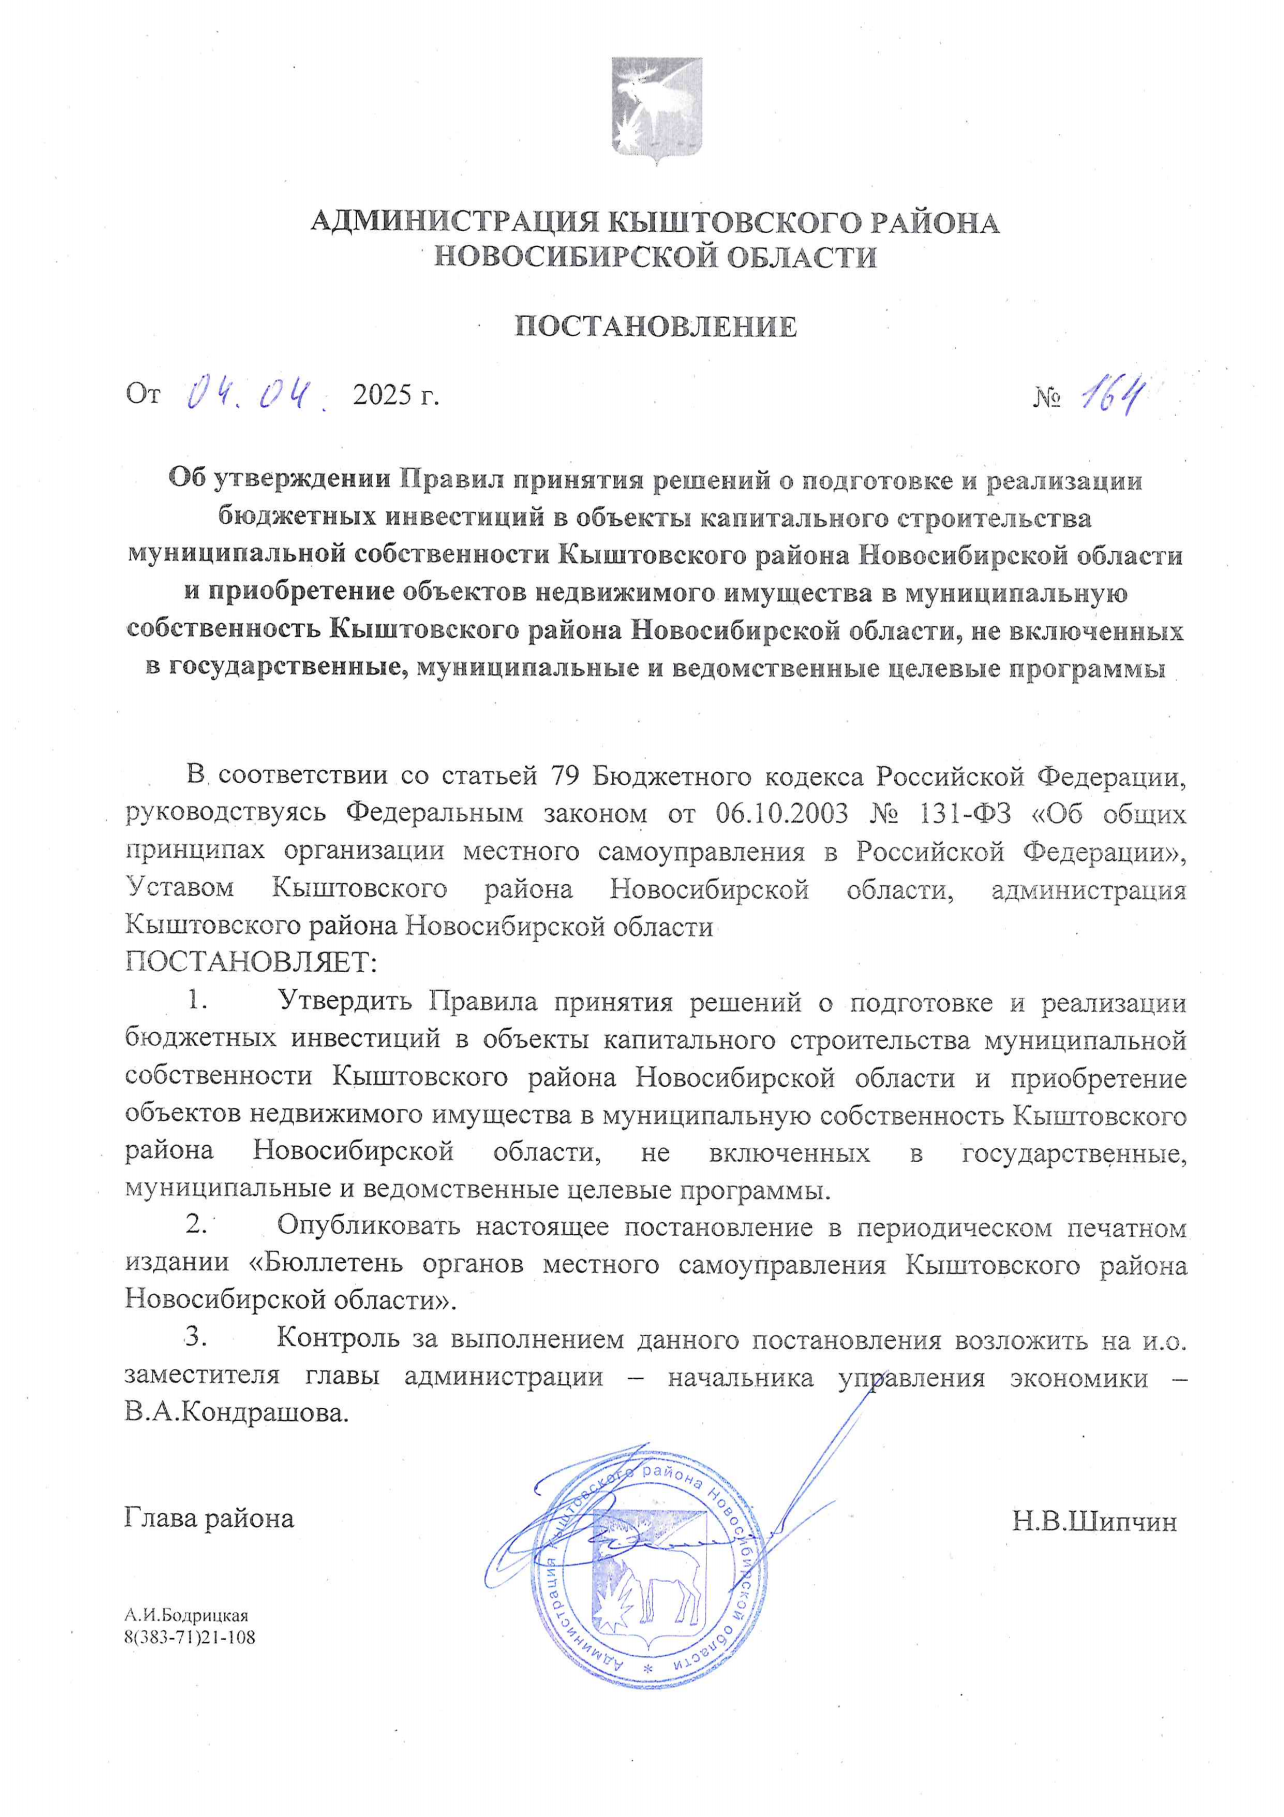 АДМИНИСТРАЦИЯ КЫШТОВСКОГО РАЙОНА
НОВОСИБИРСКОЙ ОБЛАСТИ
ПОСТАНОВЛЕНИЕ
От 04.04. 2025 г. № 164
Об утверждении Правил принятия решений о подготовке и реализации
бюджетных инвестиций в объекты капитального строительства
муниципальной собственности Кыштовского района Новосибирской области
и приобретение объектов недвижимого имущества в муниципальную
собственность Кыштовского района Новосибирской области, не включенных
в государственные, муниципальные и ведомственные целевые программы
В соответствии со статьей 79 Бюджетного кодекса Российской Федерации,
руководствуясь Федеральным законом от 06.10.2003 № 131-ФЗ «Об общих
принципах организации местного самоуправления в Российской Федерации»,
Уставом Кыштовского района Новосибирской области, администрация
Кыштовского района Новосибирской области
ПОСТАНОВЛЯЕТ:
1. Утвердить Правила принятия решений о подготовке и реализации
бюджетных инвестиций в объекты капитального строительства муниципальной
собственности Кыштовского района Новосибирской области и приобретение
объектов недвижимого имущества в муниципальную собственность Кыштовского
района Новосибирской области, не включенных в государственные,
муниципальные и ведомственные целевые программы.
2. Опубликовать настоящее постановление в периодическом печатном
издании «Бюллетень органов местного самоуправления Кыштовского района
Новосибирской области».
3. Контроль за выполнением данного постановления возложить на и.о.
заместителя главы администрации – начальника управления экономики –
В.А.Кондрашова.
Глава района Н.В.Шипчин
Администрация Кыштовского района Новосибирской области *
А.И.Бодрицкая
8(383-71)21-108